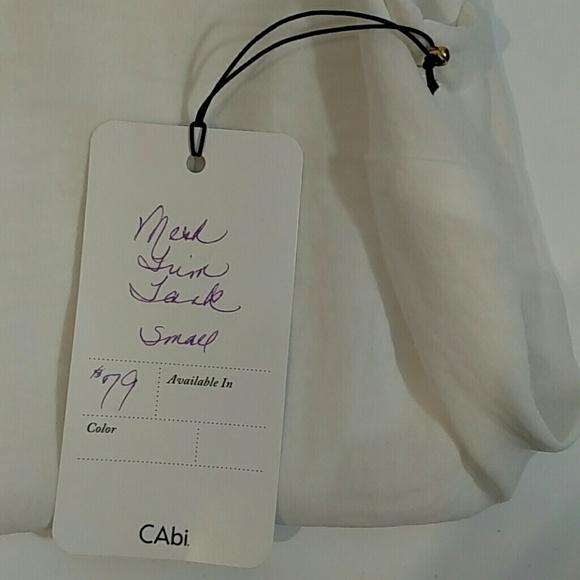 Mesh
Trim
Tank
Small
$79 Available In
Color
CAbi